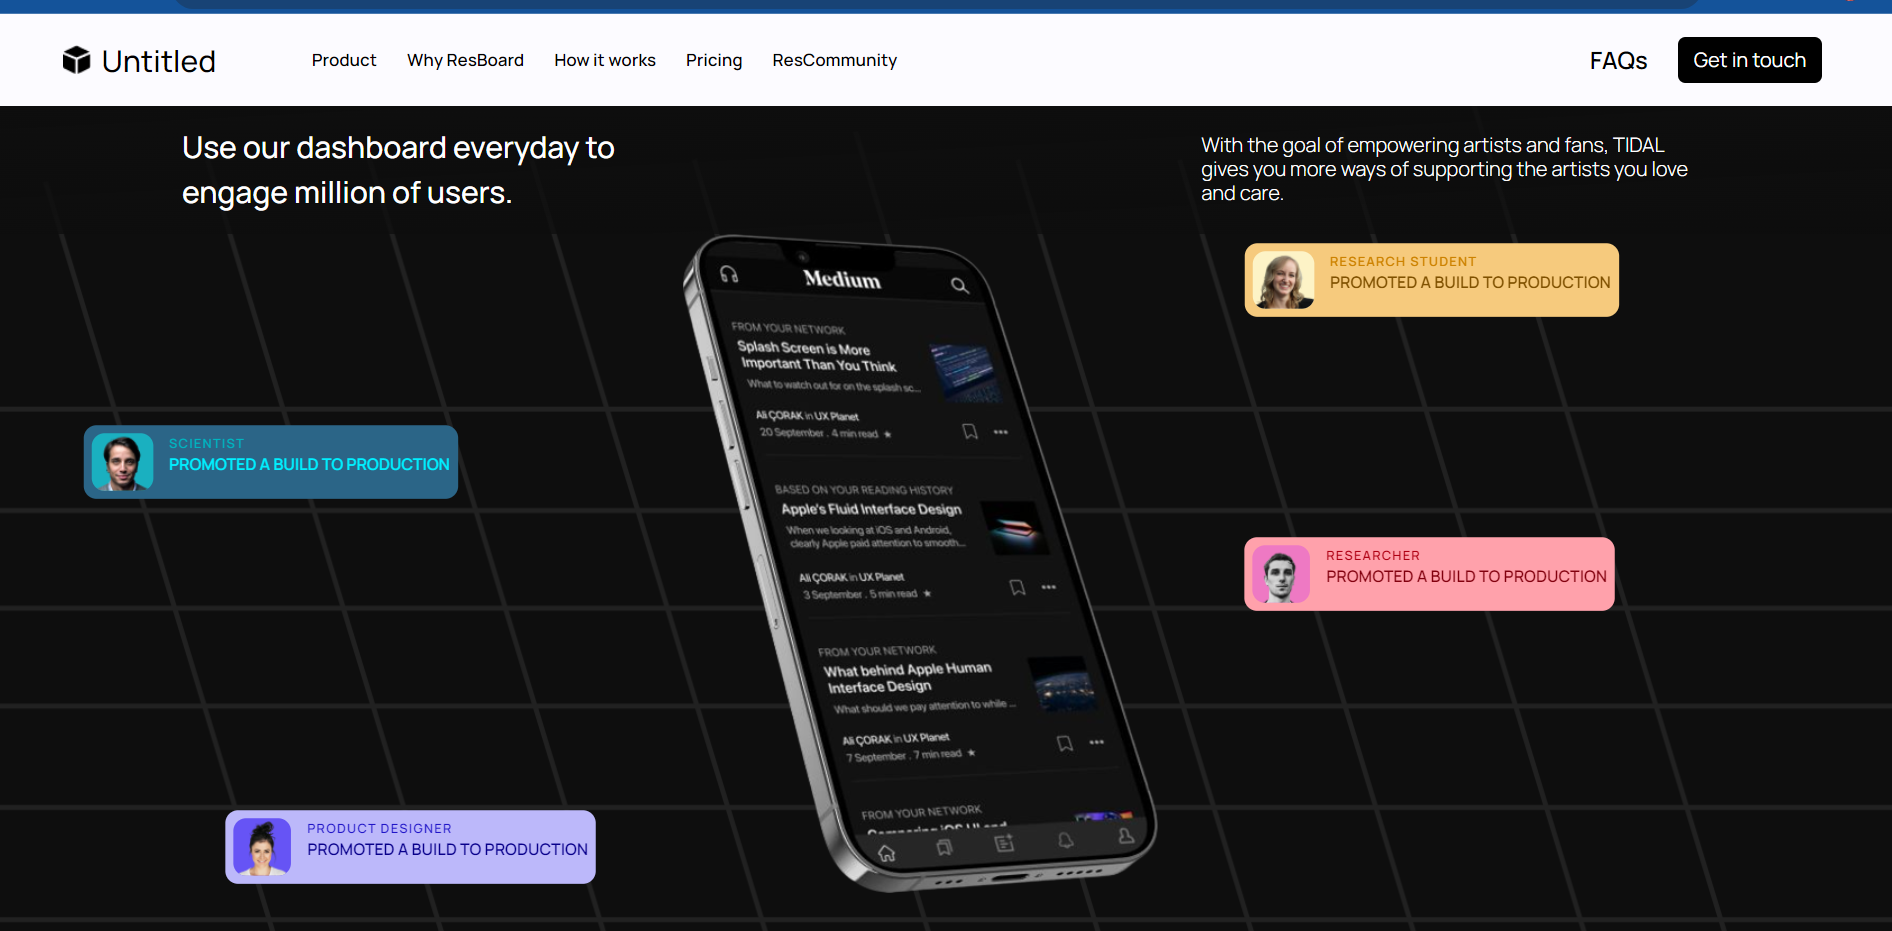 Untitled
Product
Why ResBoard
How it works
Pricing
ResCommunity
FAQs
Get in touch
Use our dashboard everyday to
engage million of users.
With the goal of empowering artists and fans, TIDAL
gives you more ways of supporting the artists you love
and care.
RESEARCH STUDENT
PROMOTED A BUILD TO PRODUCTION
SCIENTIST
PROMOTED A BUILD TO PRODUCTION
RESEARCHER
PROMOTED A BUILD TO PRODUCTION
PRODUCT DESIGNER
PROMOTED A BUILD TO PRODUCTION
Medium
FROM YOUR NETWORK
Splash Screen is More
Important Than You Think
What to watch out for on the splash sc...
Ali ÇORAK in UX Planet
20 September . 4 min read ★
BASED ON YOUR READING HISTORY
Apple's Fluid Interface Design
When we looking at iOS and Android,
clearly Apple paid attention to smooth...
Ali ÇORAK in UX Planet
3 September . 5 min read ★
FROM YOUR NETWORK
What behind Apple Human
Interface Design
What should we pay attention to while ...
Ali ÇORAK in UX Planet
7 September . 7 min read ★
FROM YOUR NETWORK
Comparing iOS UI and